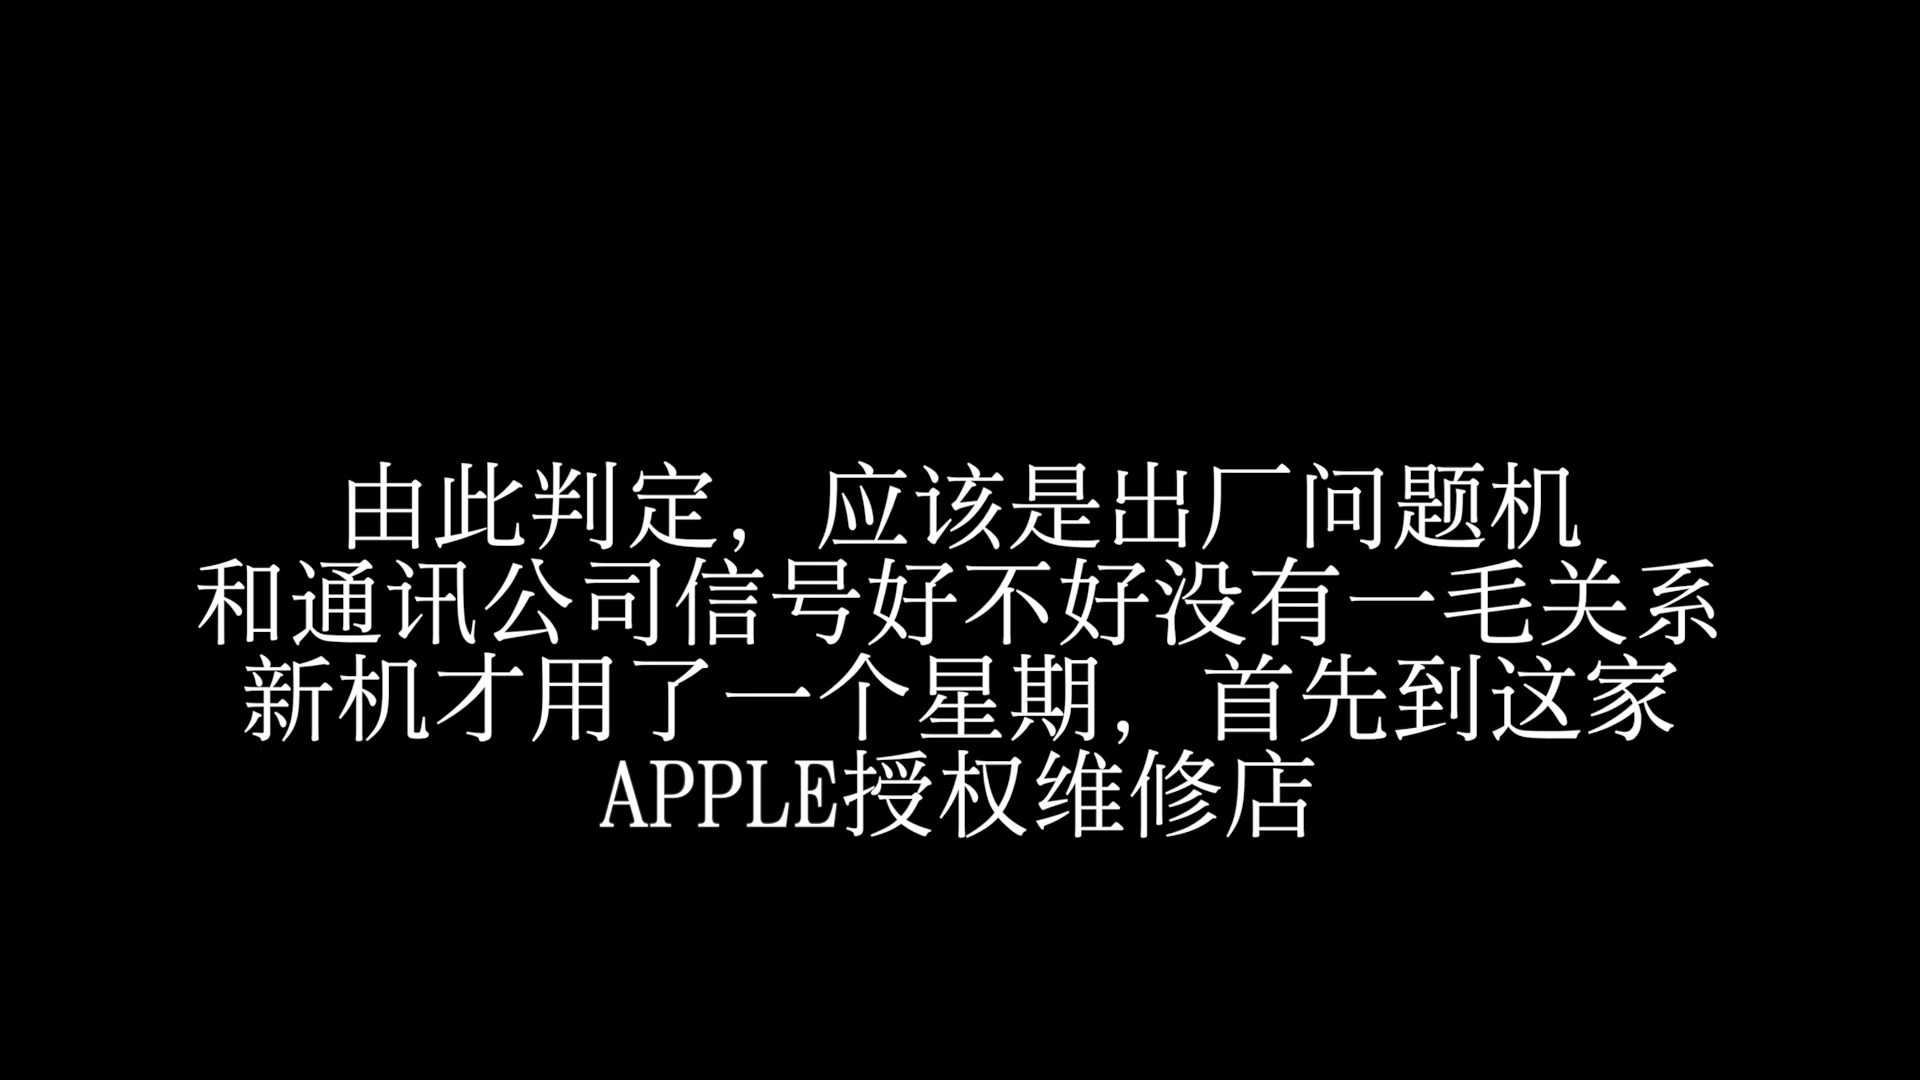 由此判定，应该是出厂问题机
和通讯公司信号好不好没有一毛关系
新机才用了一个星期，首先到这家
APPLE授权维修店